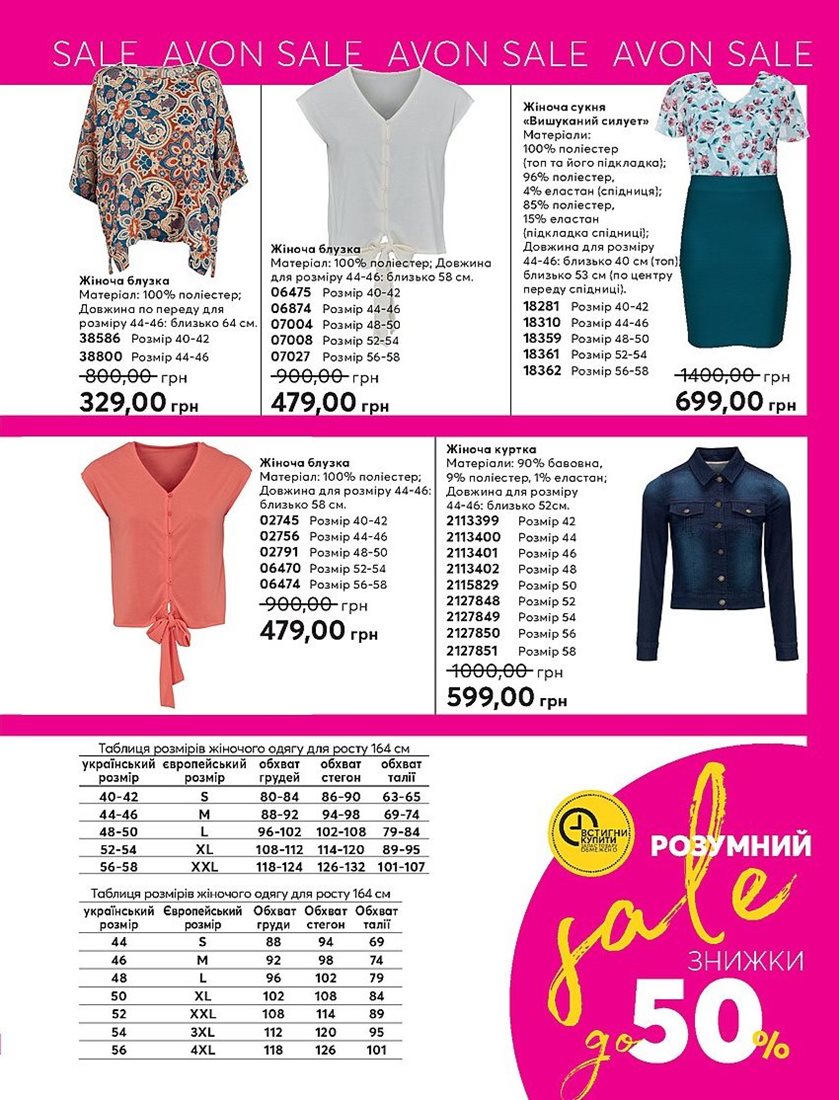 SALE AVON SALE AVON SALE AVON SALE
Жіноча блузка
Матеріал: 100% поліестер;
Довжина по переду для
розміру 44-46: близько 64 см.
38586 Розмір 40-42
38800 Розмір 44-46
800,00 грн
329,00 грн
Жіноча блузка
Матеріал: 100% поліестер; Довжина
для розміру 44-46: близько 58 см.
06475 Розмір 40-42
06874 Розмір 44-46
07004 Розмір 48-50
07008 Розмір 52-54
07027 Розмір 56-58
900,00 грн
479,00 грн
Жіноча сукня
«Вишуканий силует»
Матеріали:
100% поліестер
(топ та його підкладка);
96% поліестер,
4% еластан (спідниця);
85% поліестер,
15% еластан
(підкладка спідниці);
Довжина для розміру
44-46: близько 40 см (топ),
близько 53 см (по центру
переду спідниці).
18281 Розмір 40-42
18310 Розмір 44-46
18359 Розмір 48-50
18361 Розмір 52-54
18362 Розмір 56-58
1400,00 грн
699,00 грн
Жіноча блузка
Матеріал: 100% поліестер;
Довжина для розміру 44-46:
близько 58 см.
02745 Розмір 40-42
02756 Розмір 44-46
02791 Розмір 48-50
06470 Розмір 52-54
06474 Розмір 56-58
900,00 грн
479,00 грн
Жіноча куртка
Матеріали: 90% бавовна,
9% поліестер, 1% еластан;
Довжина для розміру
44-46: близько 52см.
2113399 Розмір 42
2113400 Розмір 44
2113401 Розмір 46
2113402 Розмір 48
2115829 Розмір 50
2127848 Розмір 52
2127849 Розмір 54
2127850 Розмір 56
2127851 Розмір 58
1000,00 грн
599,00 грн
Таблиця розмірів жіночого одягу для росту 164 см
український європейський обхват обхват обхват
розмір розмір грудей стегон талії
40-42 S 80-84 86-90 63-65
44-46 M 88-92 94-98 69-74
48-50 L 96-102 102-108 79-84
52-54 XL 108-112 114-120 89-95
56-58 XXL 118-124 126-132 101-107
Таблиця розмірів жіночого одягу для росту 164 см
український Європейський Обхват Обхват Обхват
розмір розмір груди стегон талії
44 S 88 94 69
46 M 92 98 74
48 L 96 102 79
50 XL 102 108 84
52 XXL 108 114 89
54 3XL 112 120 95
56 4XL 118 126 101
ВСТИГНИ
КУПИТИ
КІЛЬКІСТЬ ТОВАРУ
ОБМЕЖЕНО
РОЗУМНИЙ
sale
ЗНИЖКИ
до 50%